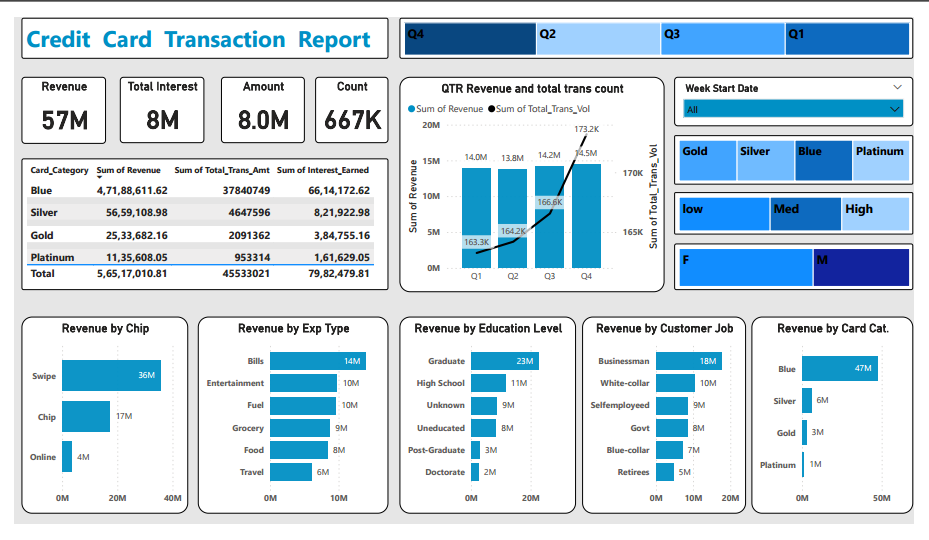 Credit Card Transaction Report
Q4 Q2 Q3 Q1
Revenue
57M
Total Interest
8M
Amount
8.0M
Count
667K
Card_Category Sum of Revenue Sum of Total_Trans_Amt Sum of Interest_Earned
Blue 4,71,88,611.62 37840749 66,14,172.62
Silver 56,59,108.98 4647596 8,21,922.98
Gold 25,33,682.16 2091362 3,84,755.16
Platinum 11,35,608.05 953314 1,61,629.05
Total 5,65,17,010.81 45533021 79,82,479.81
QTR Revenue and total trans count
Sum of Revenue Sum of Total_Trans_Vol
Sum of Revenue
20M
15M
10M
5M
0M
14.0M 13.8M 14.2M 14.5M
163.3K 164.2K 166.6K 173.2K
Q1 Q2 Q3 Q4
170K
165K
Sum of Total_Trans_Vol
Week Start Date
All
Gold Silver Blue Platinum
low Med High
F M
Revenue by Chip
Swipe 36M
Chip 17M
Online 4M
0M 20M 40M
Revenue by Exp Type
Bills 14M
Entertainment 10M
Fuel 10M
Grocery 9M
Food 8M
Travel 6M
0M 10M
Revenue by Education Level
Graduate 23M
High School 11M
Unknown 9M
Uneducated 8M
Post-Graduate 3M
Doctorate 2M
0M 20M
Revenue by Customer Job
Businessman 18M
White-collar 10M
Selfemployeed 9M
Govt 8M
Blue-collar 7M
Retirees 5M
0M 10M 20M
Revenue by Card Cat.
Blue 47M
Silver 6M
Gold 3M
Platinum 1M
0M 50M